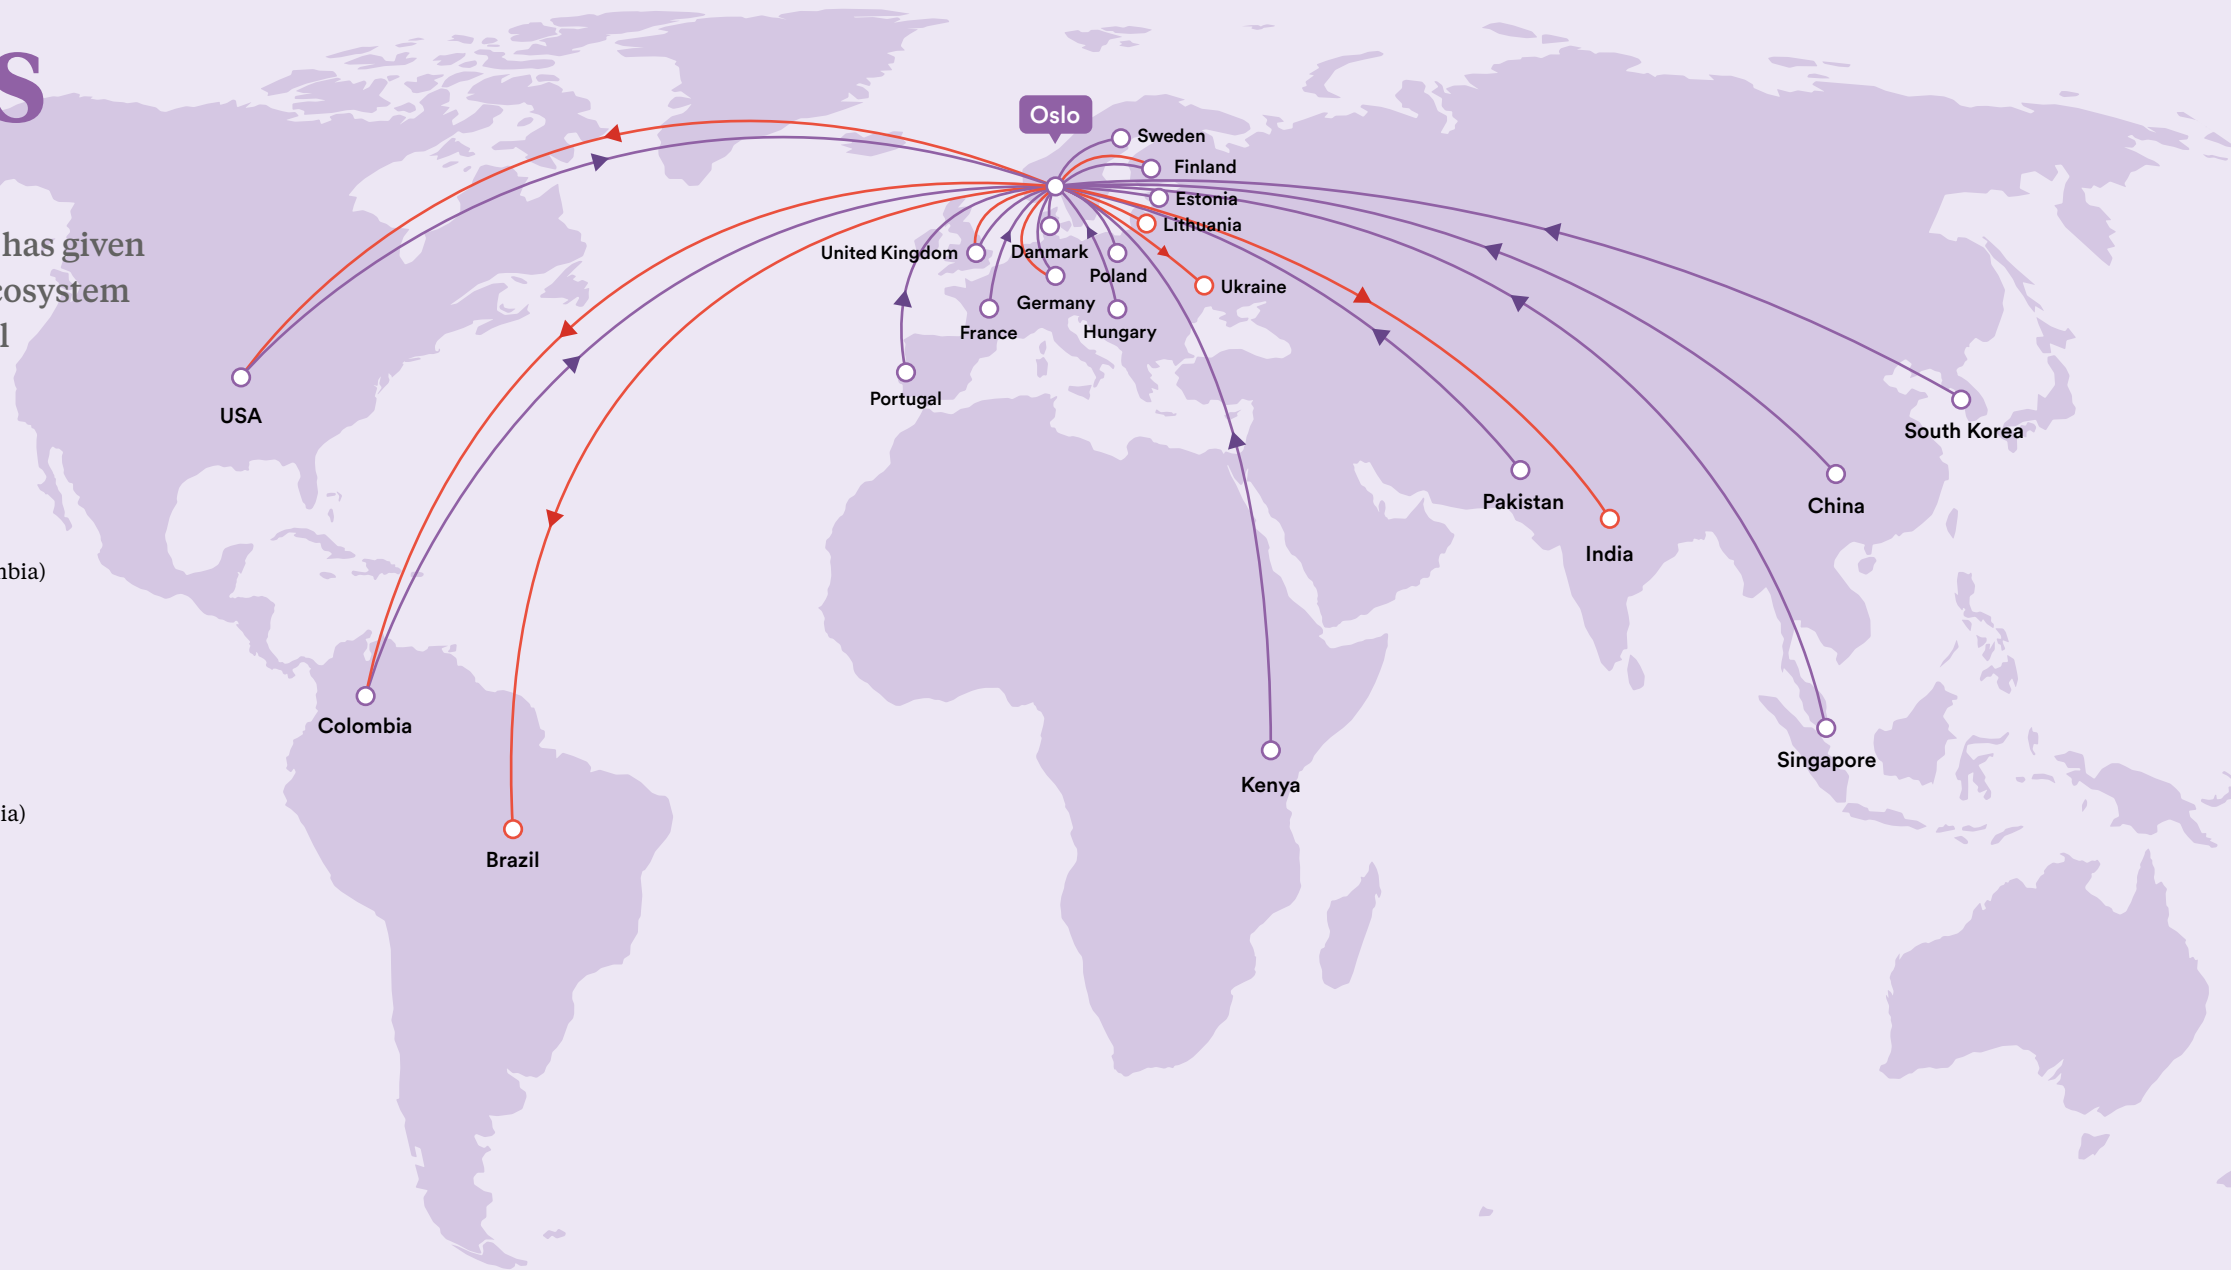 s
has given
cosystem
l
nbia)
ia)
Oslo
Sweden
Finland
Estonia
Lithuania
United Kingdom
Danmark
Poland
Ukraine
Germany
France
Hungary
Portugal
USA
South Korea
Pakistan
China
India
Colombia
Singapore
Kenya
Brazil